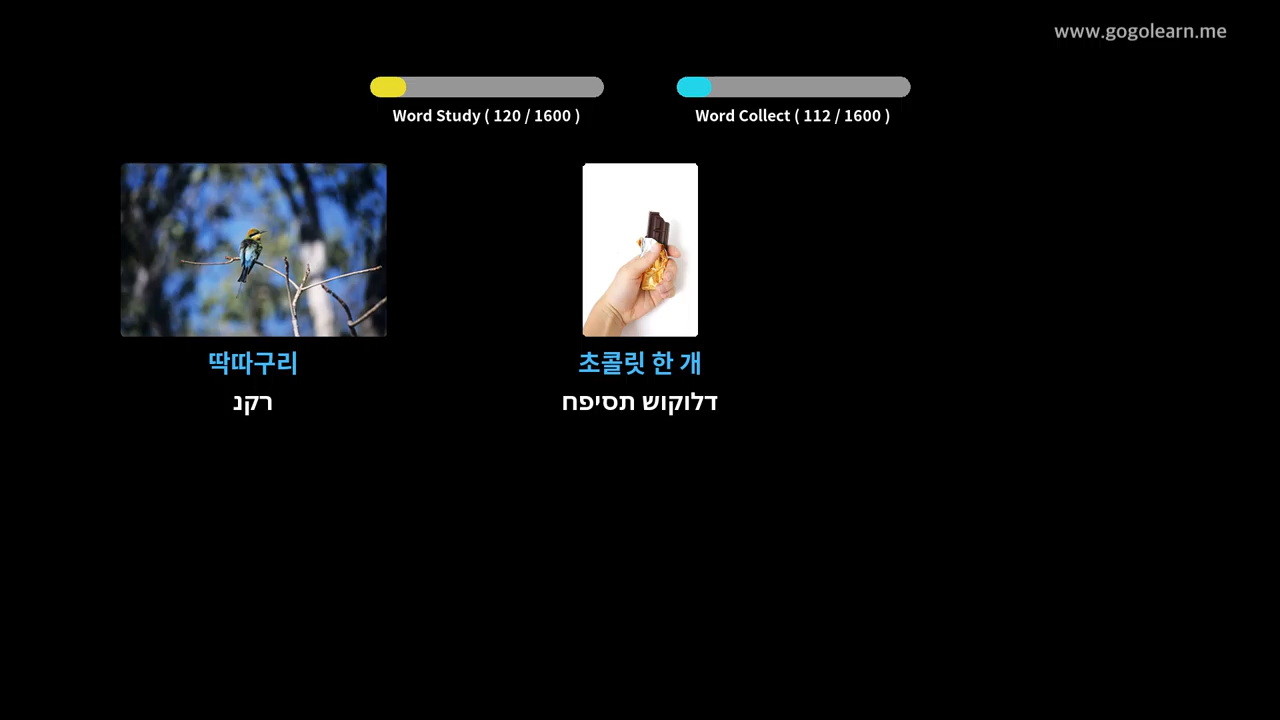 www.gogolearn.me
Word Study ( 120 / 1600 )
Word Collect ( 112 / 1600 )
딱따구리
רקנ
초콜릿 한 개
דלוקוש תסיפח